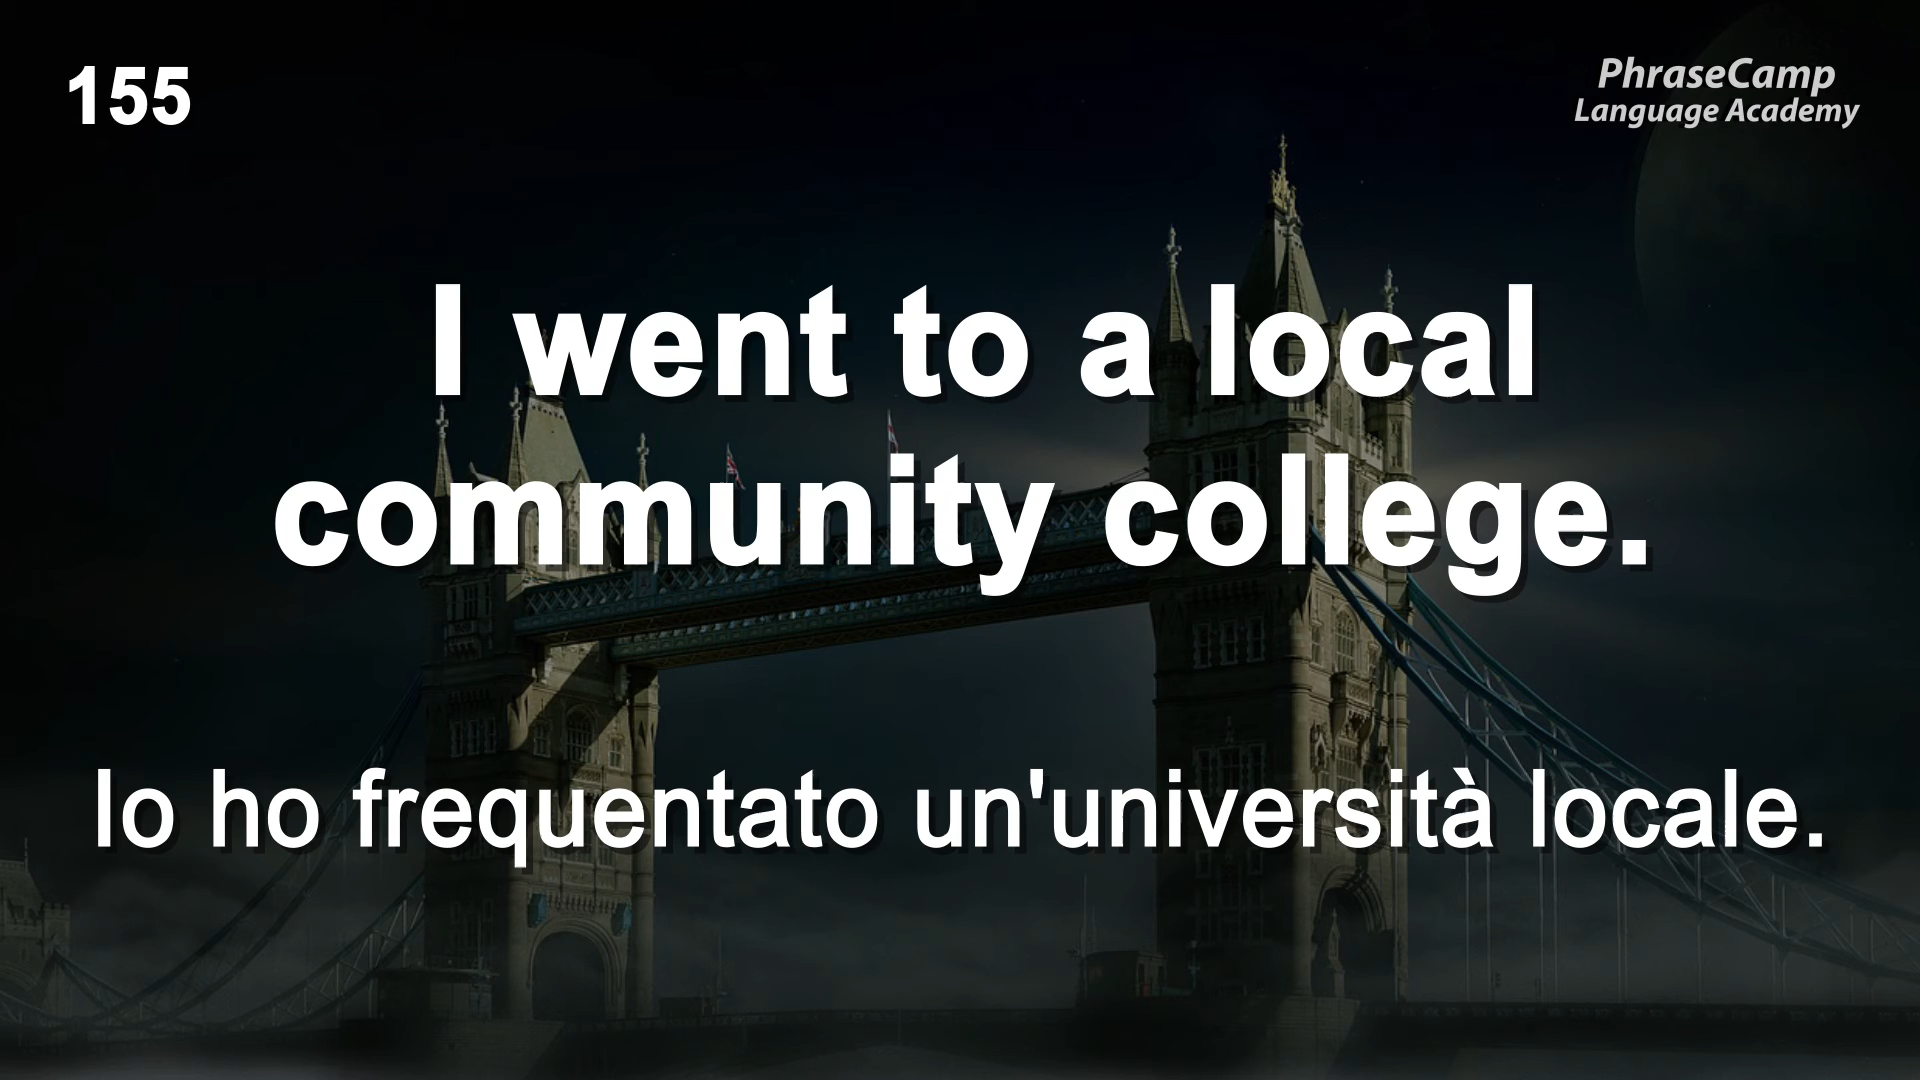 155
PhraseCamp
Language Academy
I went to a local
community college.
Io ho frequentato un'università locale.